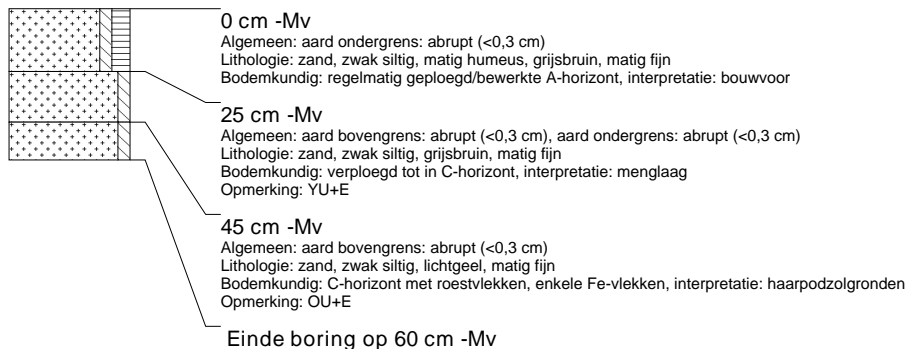 0 cm -Mv
Algemeen: aard ondergrens: abrupt (<0,3 cm)
Lithologie: zand, zwak siltig, matig humeus, grijsbruin, matig fijn
Bodemkundig: regelmatig geploegd/bewerkte A-horizont, interpretatie: bouwvoor
25 cm -Mv
Algemeen: aard bovengrens: abrupt (<0,3 cm), aard ondergrens: abrupt (<0,3 cm)
Lithologie: zand, zwak siltig, grijsbruin, matig fijn
Bodemkundig: verploegd tot in C-horizont, interpretatie: menglaag
Opmerking: YU+E
45 cm -Mv
Algemeen: aard bovengrens: abrupt (<0,3 cm)
Lithologie: zand, zwak siltig, lichtgeel, matig fijn
Bodemkundig: C-horizont met roestvlekken, enkele Fe-vlekken, interpretatie: haarpodzolgronden
Opmerking: OU+E
Einde boring op 60 cm -Mv